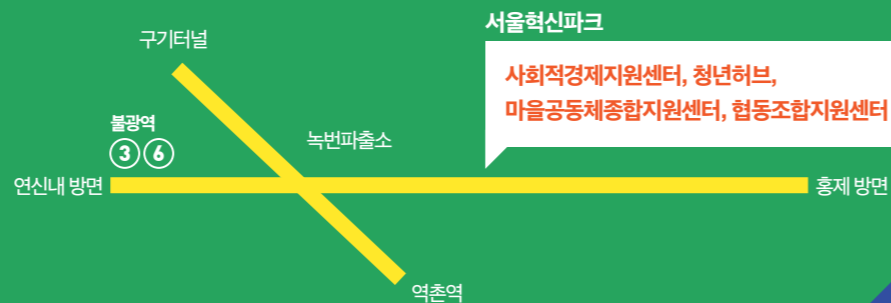 서울혁신파크
사회적경제지원센터, 청년허브,
마을공동체종합지원센터, 협동조합지원센터
구기터널
불광역
3 6
녹번파출소
연신내 방면
홍제 방면
역촌역